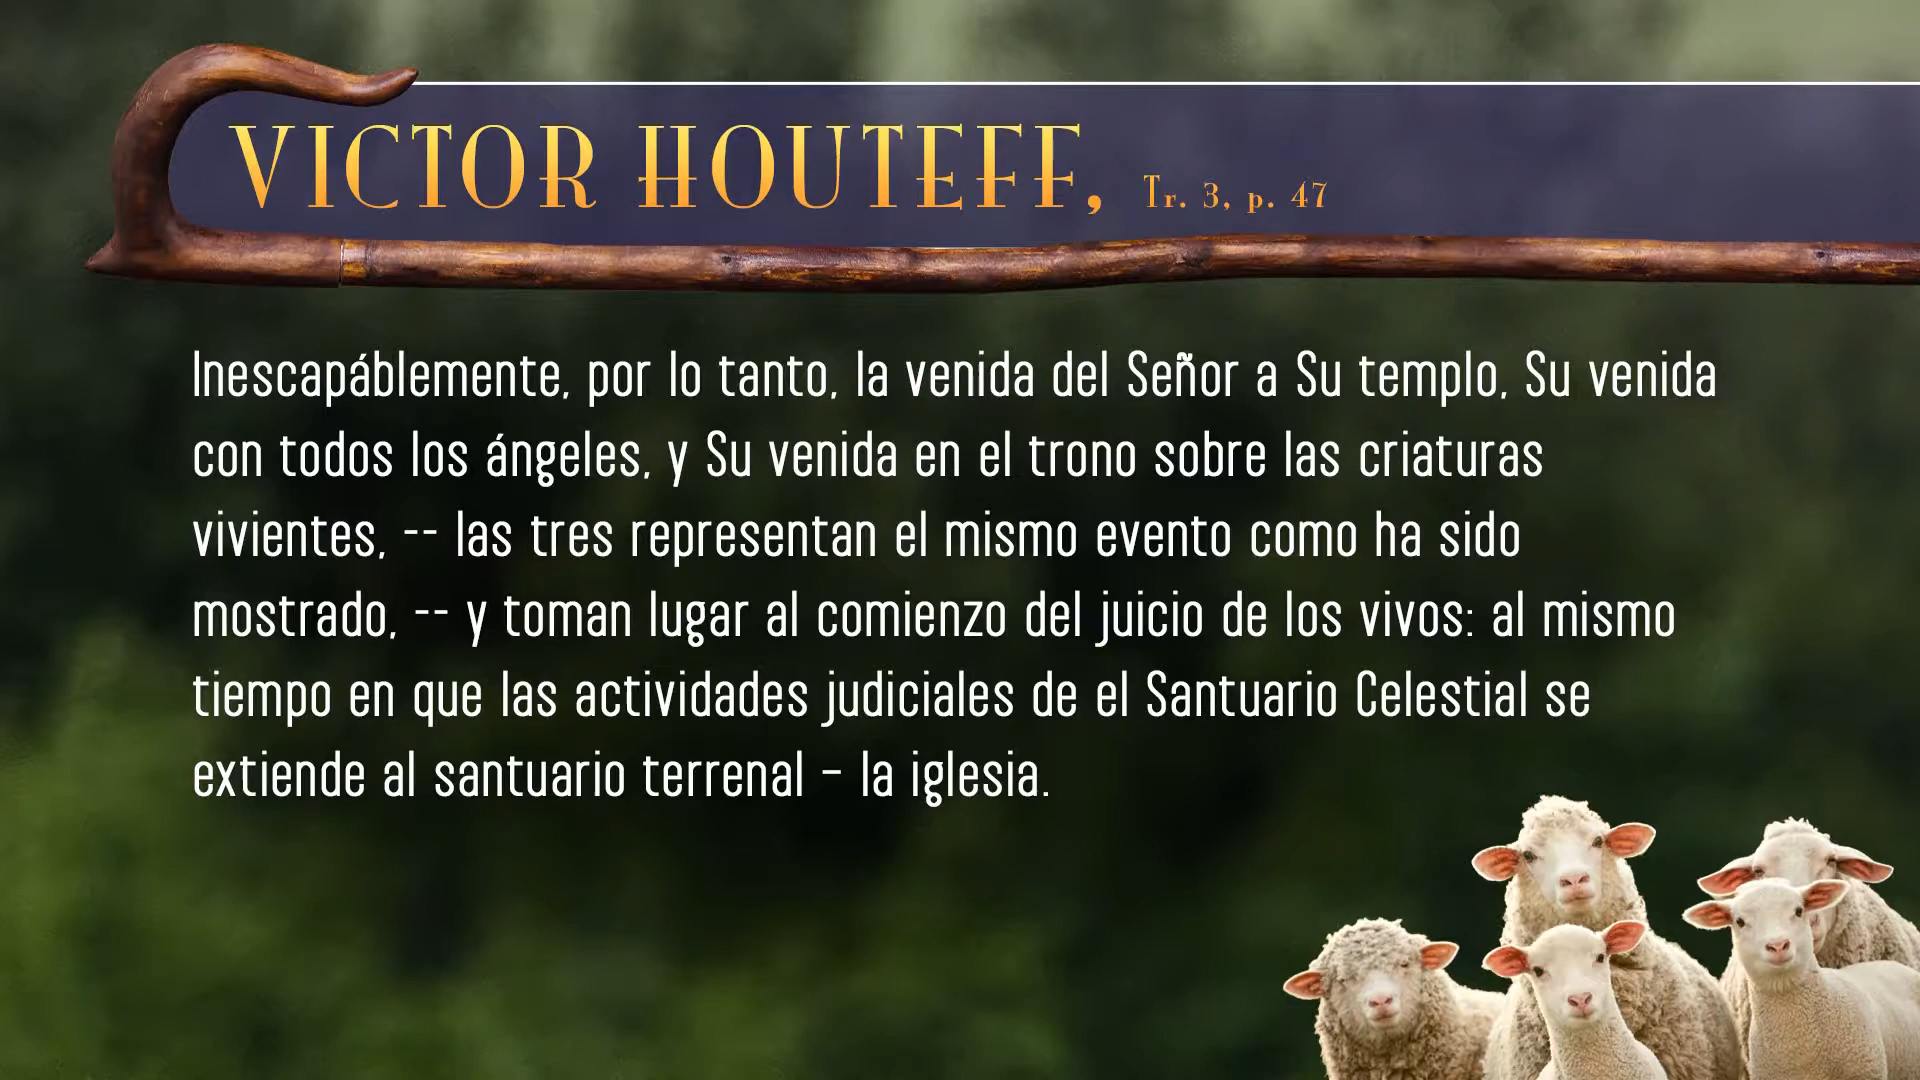 VICTOR HOUTEFF, Tr. 3, p. 47
Inescapáblemente, por lo tanto, la venida del Señor a Su templo, Su venida
con todos los ángeles, y Su venida en el trono sobre las criaturas
vivientes, -- las tres representan el mismo evento como ha sido
mostrado, -- y toman lugar al comienzo del juicio de los vivos: al mismo
tiempo en que las actividades judiciales de el Santuario Celestial se
extiende al santuario terrenal - la iglesia.